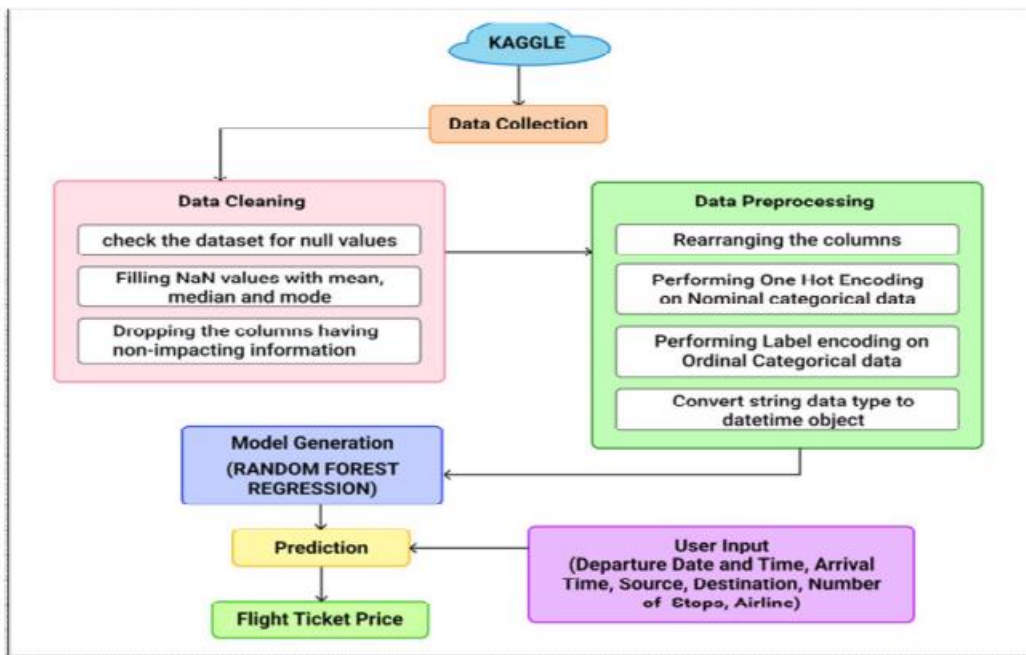 KAGGLE
Data Collection
Data Cleaning
check the dataset for null values
Filling NaN values with mean,
median and mode
Dropping the columns having
non-impacting information
Data Preprocessing
Rearranging the columns
Performing One Hot Encoding
on Nominal categorical data
Performing Label encoding on
Ordinal Categorical data
Convert string data type to
datetime object
Model Generation
(RANDOM FOREST
REGRESSION)
Prediction
User Input
(Departure Date and Time, Arrival
Time, Source, Destination, Number
of Stops, Airline)
Flight Ticket Price